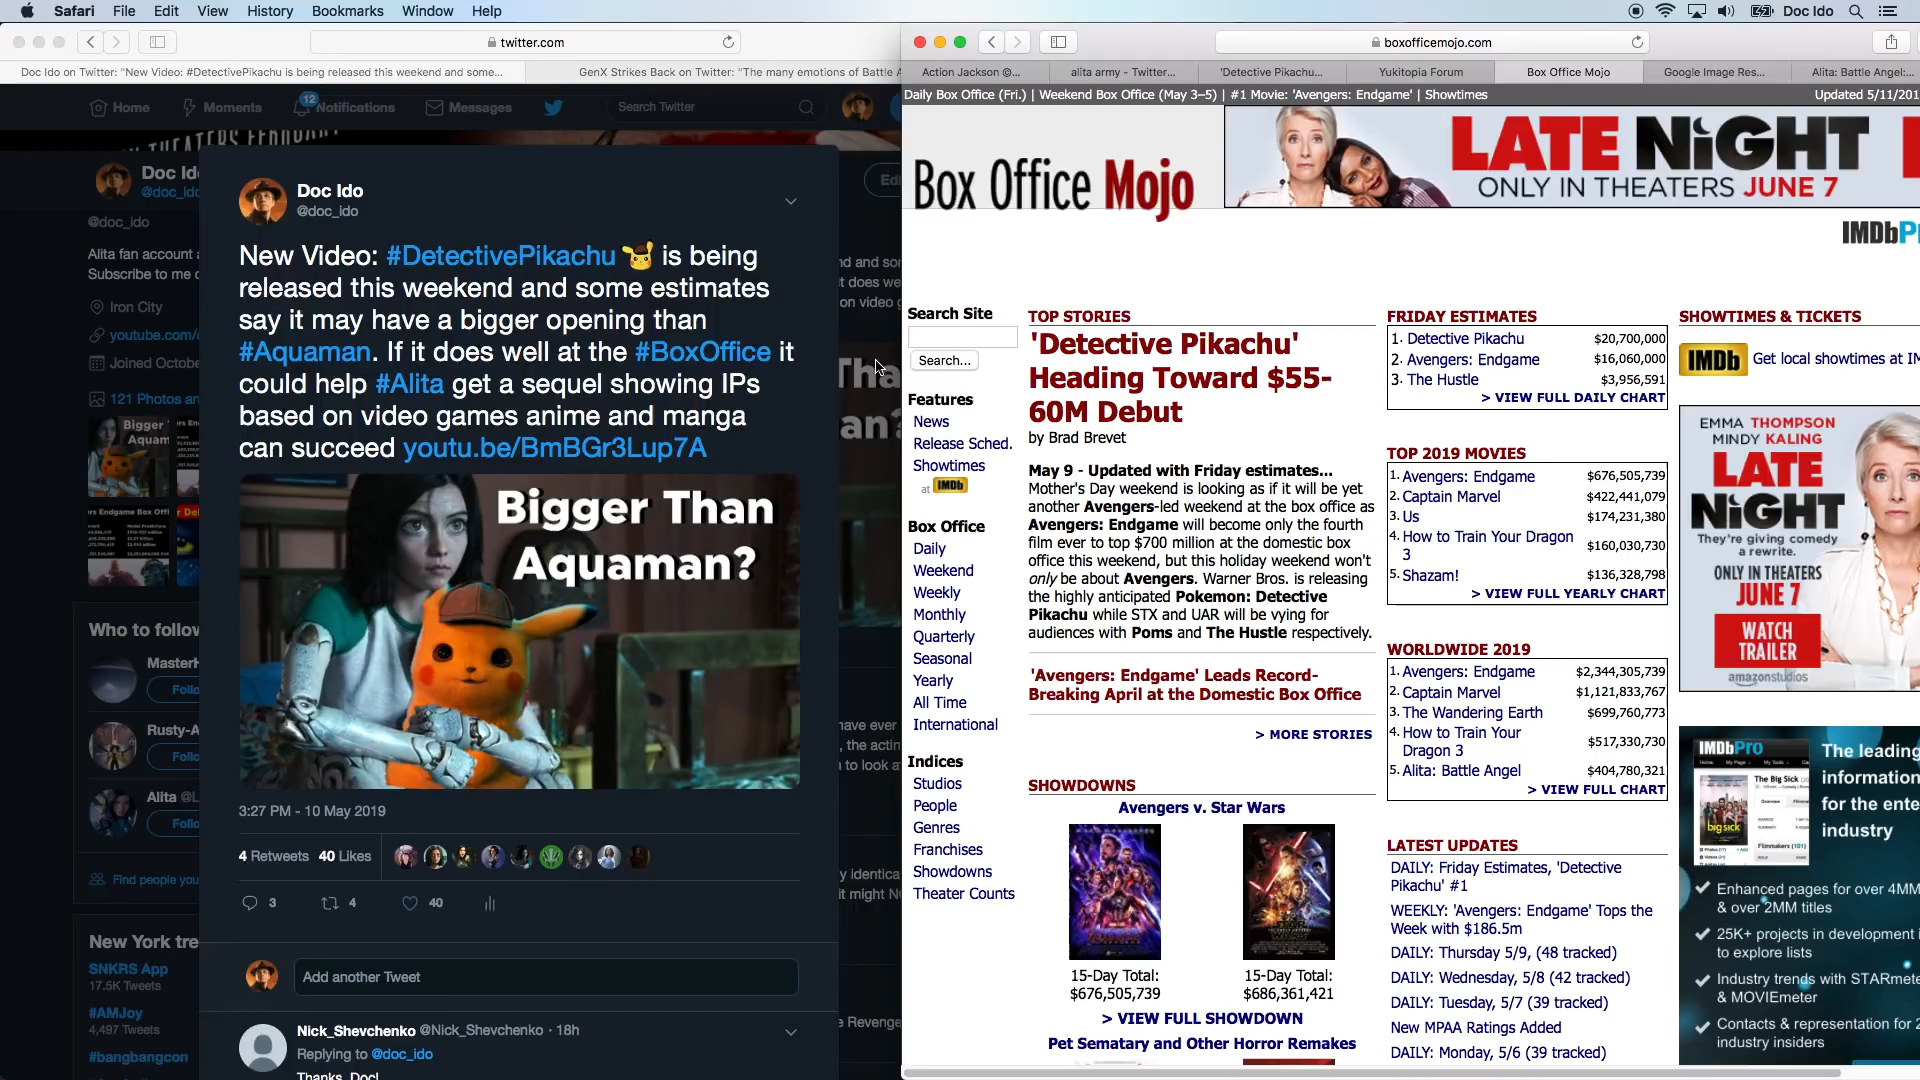 Safari File Edit View History Bookmarks Window Help
Doc Ido
twitter.com
boxofficemojo.com
Doc Ido on Twitter: "New Video: #DetectivePikachu is being released this weekend and some...
GenX Strikes Back on Twitter: "The many emotions of Battle A
Action Jackson ©...
alita army - Twitter...
'Detective Pikachu...
Yukitopia Forum
Box Office Mojo
Google Image Res...
Alita: Battle Angel:...
Home
Moments
12
Notifications
Messages
Search Twitter
Doc Ido
@doc_ido
Alita fan account
Subscribe to me
Iron City
youtube.com/
Joined October
121 Photos an
Who to follow
MasterH
Follo
Rusty-A
Follo
Alita @L
Follo
Find people you
New York tre
SNKRS App
17.5K Tweets
#AMJoy
4,497 Tweets
#bangbangcon
Doc Ido
@doc_ido
New Video: #DetectivePikachu is being
released this weekend and some estimates
say it may have a bigger opening than
#Aquaman. If it does well at the #BoxOffice it
could help #Alita get a sequel showing IPs
based on video games anime and manga
can succeed youtu.be/BmBGr3Lup7A
Bigger Than
Aquaman?
3:27 PM - 10 May 2019
4 Retweets 40 Likes
3 4 40
Add another Tweet
Nick_Shevchenko @Nick_Shevchenko · 18h
Replying to @doc_ido
Thanks, Doc!
Daily Box Office (Fri.) | Weekend Box Office (May 3–5) | #1 Movie: 'Avengers: Endgame' | Showtimes
Updated 5/11/201
Box Office Mojo
LATE NiGHT
ONLY IN THEATERS JUNE 7
IMDbPr
Search Site
Search...
Features
News
Release Sched.
Showtimes
at IMDb
Box Office
Daily
Weekend
Weekly
Monthly
Quarterly
Seasonal
Yearly
All Time
International
Indices
Studios
People
Genres
Franchises
Showdowns
Theater Counts
TOP STORIES
'Detective Pikachu'
Heading Toward $55-
60M Debut
by Brad Brevet
May 9 - Updated with Friday estimates...
Mother's Day weekend is looking as if it will be yet
another Avengers-led weekend at the box office as
Avengers: Endgame will become only the fourth
film ever to top $700 million at the domestic box
office this weekend, but this holiday weekend won't
only be about Avengers. Warner Bros. is releasing
the highly anticipated Pokemon: Detective
Pikachu while STX and UAR will be vying for
audiences with Poms and The Hustle respectively.
'Avengers: Endgame' Leads Record-
Breaking April at the Domestic Box Office
> MORE STORIES
SHOWDOWNS
Avengers v. Star Wars
15-Day Total: 15-Day Total:
$676,505,739 $686,361,421
> VIEW FULL SHOWDOWN
Pet Sematary and Other Horror Remakes
FRIDAY ESTIMATES
1. Detective Pikachu $20,700,000
2. Avengers: Endgame $16,060,000
3. The Hustle $3,956,591
> VIEW FULL DAILY CHART
TOP 2019 MOVIES
1. Avengers: Endgame $676,505,739
2. Captain Marvel $422,441,079
3. Us $174,231,380
4. How to Train Your Dragon
3 $160,030,730
5. Shazam! $136,328,798
> VIEW FULL YEARLY CHART
WORLDWIDE 2019
1. Avengers: Endgame $2,344,305,739
2. Captain Marvel $1,121,833,767
3. The Wandering Earth $699,760,773
4. How to Train Your
Dragon 3 $517,330,730
5. Alita: Battle Angel $404,780,321
> VIEW FULL CHART
LATEST UPDATES
DAILY: Friday Estimates, 'Detective
Pikachu' #1
WEEKLY: 'Avengers: Endgame' Tops the
Week with $186.5m
DAILY: Thursday 5/9, (48 tracked)
DAILY: Wednesday, 5/8 (42 tracked)
DAILY: Tuesday, 5/7 (39 tracked)
New MPAA Ratings Added
DAILY: Monday, 5/6 (39 tracked)
SHOWTIMES & TICKETS
IMDb Get local showtimes at IM
EMMA THOMPSON
MINDY KALING
LATE
NiGHT
They're giving comedy
a rewrite.
ONLY IN THEATERS
JUNE 7
WATCH
TRAILER
amazonstudios
IMDbPro
The Big Sick
big sick
The leading
information
for the ente
industry
Enhanced pages for over 4MM
& over 2MM titles
25K+ projects in development i
to explore lists
Industry trends with STARmete
& MOVIEmeter
Contacts & representation for 2
industry insiders